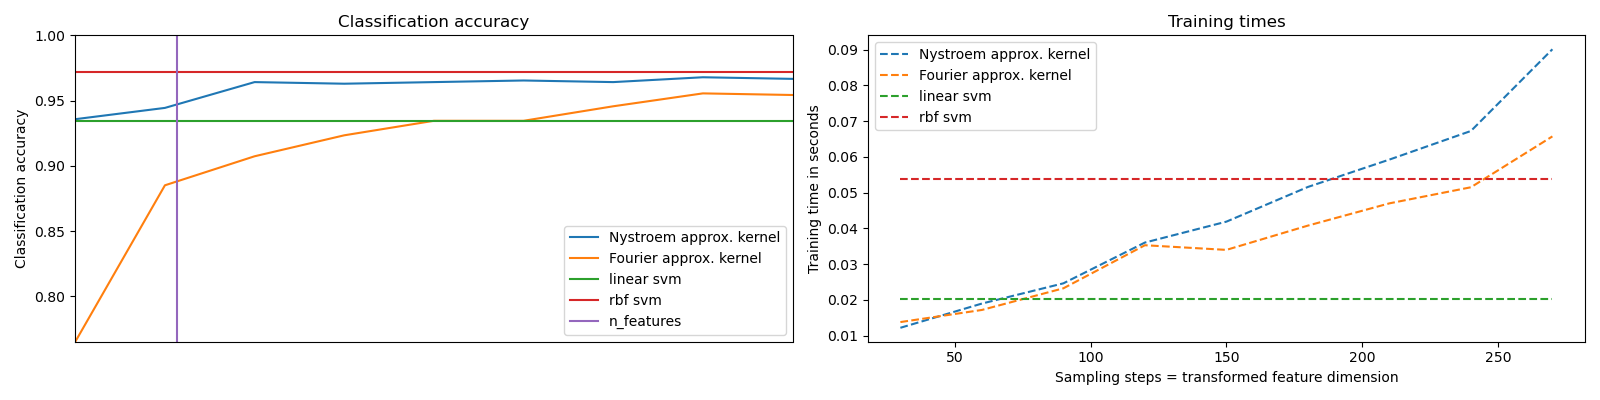 Classification accuracy
Classification accuracy
1.00
0.95
0.90
0.85
0.80
Nystroem approx. kernel
Fourier approx. kernel
linear svm
rbf svm
n_features
Training times
Training time in seconds
0.09
0.08
0.07
0.06
0.05
0.04
0.03
0.02
0.01
Nystroem approx. kernel
Fourier approx. kernel
linear svm
rbf svm
50 100 150 200 250
Sampling steps = transformed feature dimension